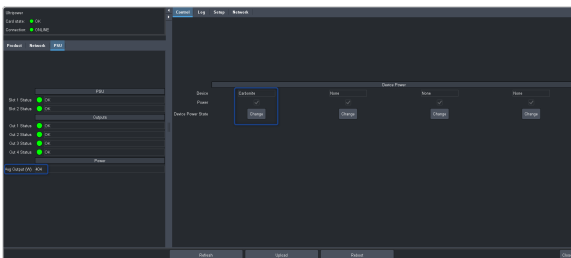 Ultripower
Card state: OK
Connection: ONLINE
Product Network PSU
PSU
Slot 1 Status OK
Slot 2 Status OK
Outputs
Out 1 Status OK
Out 2 Status OK
Out 3 Status OK
Out 4 Status OK
Power
Avg Output (W) 404
Control Log Setup Network
Device Power
Device Carbonite None None None
Power
Device Power State Change Change Change Change
Refresh Upload Reboot